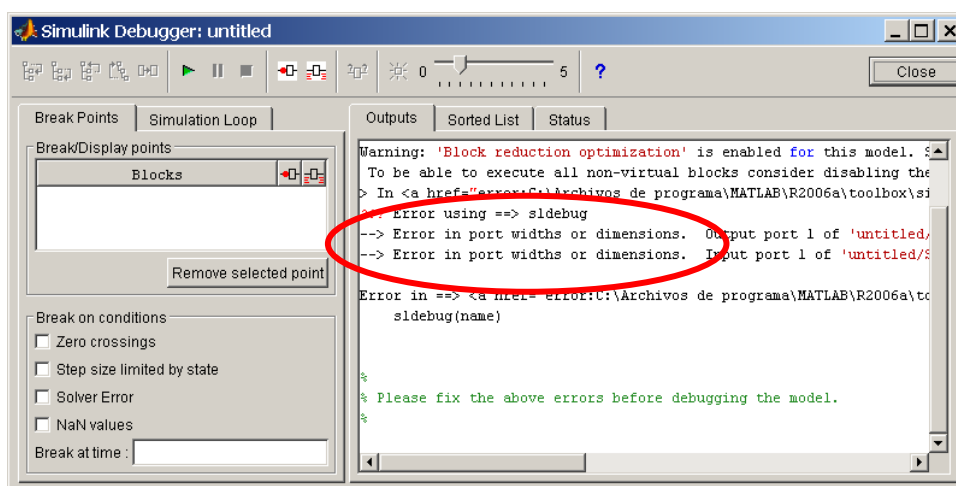 Simulink Debugger: untitled
0 5 ? Close
Break Points Simulation Loop
Break/Display points
Blocks
Remove selected point
Break on conditions
Zero crossings
Step size limited by state
Solver Error
NaN values
Break at time :
Outputs Sorted List Status
Warning: 'Block reduction optimization' is enabled for this model.
To be able to execute all non-virtual blocks consider disabling the
> In <a href="error:C:\Archivos de programa\MATLAB\R2006a\toolbox\si
Error using ==> sldebug
--> Error in port widths or dimensions. Output port 1 of 'untitled/
--> Error in port widths or dimensions. Input port 1 of 'untitled/S
Error in ==> <a href="error:C:\Archivos de programa\MATLAB\R2006a\to
sldebug(name)
%
% Please fix the above errors before debugging the model.
%